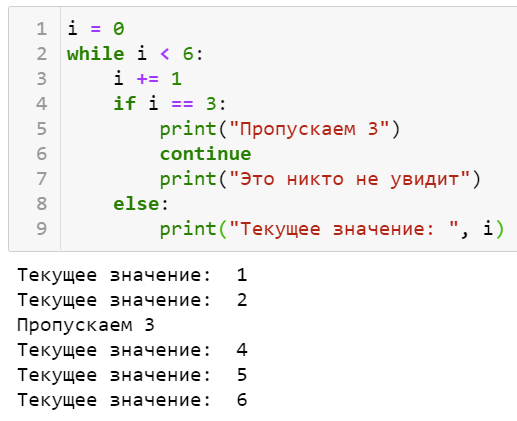 1 i = 0
2 while i < 6:
3     i += 1
4     if i == 3:
5         print("Пропускаем 3")
6         continue
7         print("Это никто не увидит")
8     else:
9         print("Текущее значение: ", i)
Текущее значение:  1
Текущее значение:  2
Пропускаем 3
Текущее значение:  4
Текущее значение:  5
Текущее значение:  6